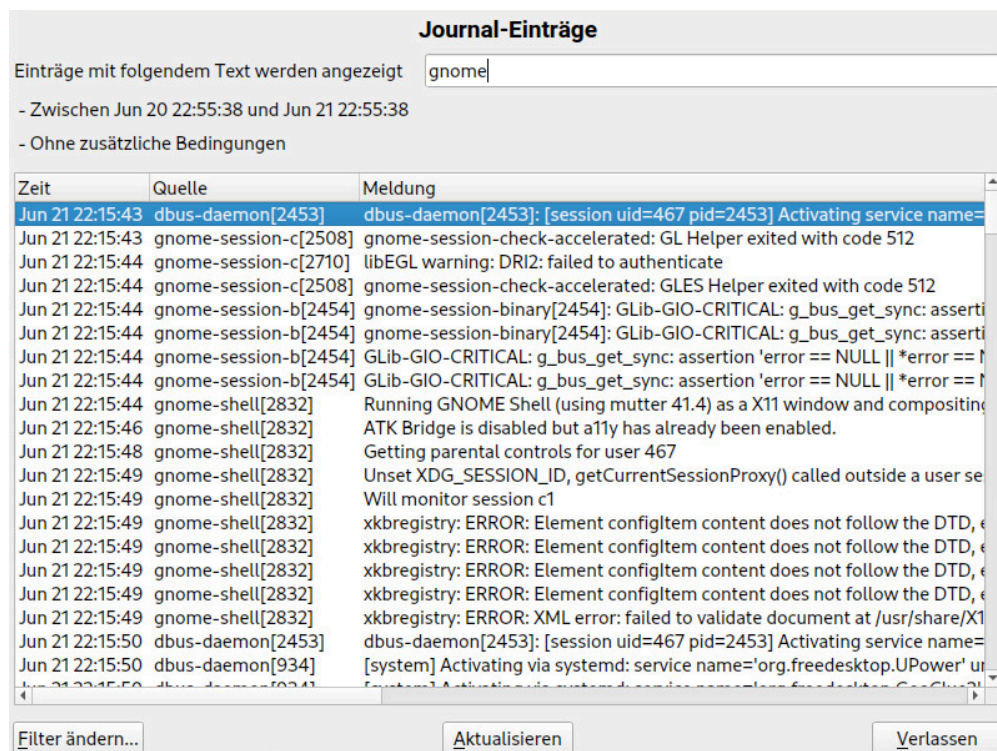 Journal-Einträge
Einträge mit folgendem Text werden angezeigt gnome
- Zwischen Jun 20 22:55:38 und Jun 21 22:55:38
- Ohne zusätzliche Bedingungen
Zeit Quelle Meldung
Jun 21 22:15:43 dbus-daemon[2453] dbus-daemon[2453]: [session uid=467 pid=2453] Activating service name=
Jun 21 22:15:43 gnome-session-c[2508] gnome-session-check-accelerated: GL Helper exited with code 512
Jun 21 22:15:44 gnome-session-c[2710] libEGL warning: DRI2: failed to authenticate
Jun 21 22:15:44 gnome-session-c[2508] gnome-session-check-accelerated: GLES Helper exited with code 512
Jun 21 22:15:44 gnome-session-b[2454] gnome-session-binary[2454]: GLib-GIO-CRITICAL: g_bus_get_sync: asserti
Jun 21 22:15:44 gnome-session-b[2454] gnome-session-binary[2454]: GLib-GIO-CRITICAL: g_bus_get_sync: asserti
Jun 21 22:15:44 gnome-session-b[2454] GLib-GIO-CRITICAL: g_bus_get_sync: assertion 'error == NULL || *error ==
Jun 21 22:15:44 gnome-session-b[2454] GLib-GIO-CRITICAL: g_bus_get_sync: assertion 'error == NULL || *error ==
Jun 21 22:15:44 gnome-shell[2832] Running GNOME Shell (using mutter 41.4) as a X11 window and compositing
Jun 21 22:15:46 gnome-shell[2832] ATK Bridge is disabled but a11y has already been enabled.
Jun 21 22:15:48 gnome-shell[2832] Getting parental controls for user 467
Jun 21 22:15:49 gnome-shell[2832] Unset XDG_SESSION_ID, getCurrentSessionProxy() called outside a user se
Jun 21 22:15:49 gnome-shell[2832] Will monitor session c1
Jun 21 22:15:49 gnome-shell[2832] xkbregistry: ERROR: Element configItem content does not follow the DTD,
Jun 21 22:15:49 gnome-shell[2832] xkbregistry: ERROR: Element configItem content does not follow the DTD,
Jun 21 22:15:49 gnome-shell[2832] xkbregistry: ERROR: Element configItem content does not follow the DTD,
Jun 21 22:15:49 gnome-shell[2832] xkbregistry: ERROR: Element configItem content does not follow the DTD,
Jun 21 22:15:49 gnome-shell[2832] xkbregistry: ERROR: XML error: failed to validate document at /usr/share/X1
Jun 21 22:15:50 dbus-daemon[2453] dbus-daemon[2453]: [session uid=467 pid=2453] Activating service name=
Jun 21 22:15:50 dbus-daemon[934] [system] Activating via systemd: service name='org.freedesktop.UPower' un
Filter ändern... Aktualisieren Verlassen